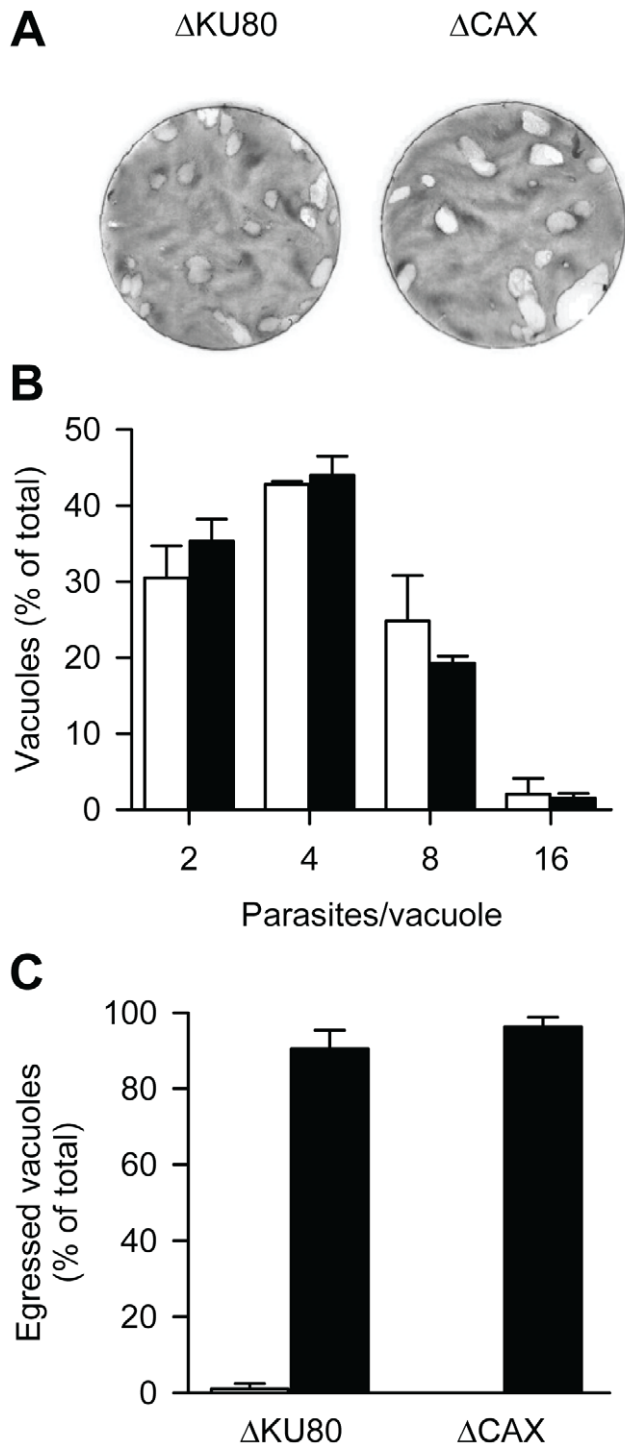 A
ΔKU80 ΔCAX
B
Vacuoles (% of total)
50
40
30
20
10
0
2 4 8 16
Parasites/vacuole
C
Egressed vacuoles
(% of total)
100
80
60
40
20
0
ΔKU80 ΔCAX